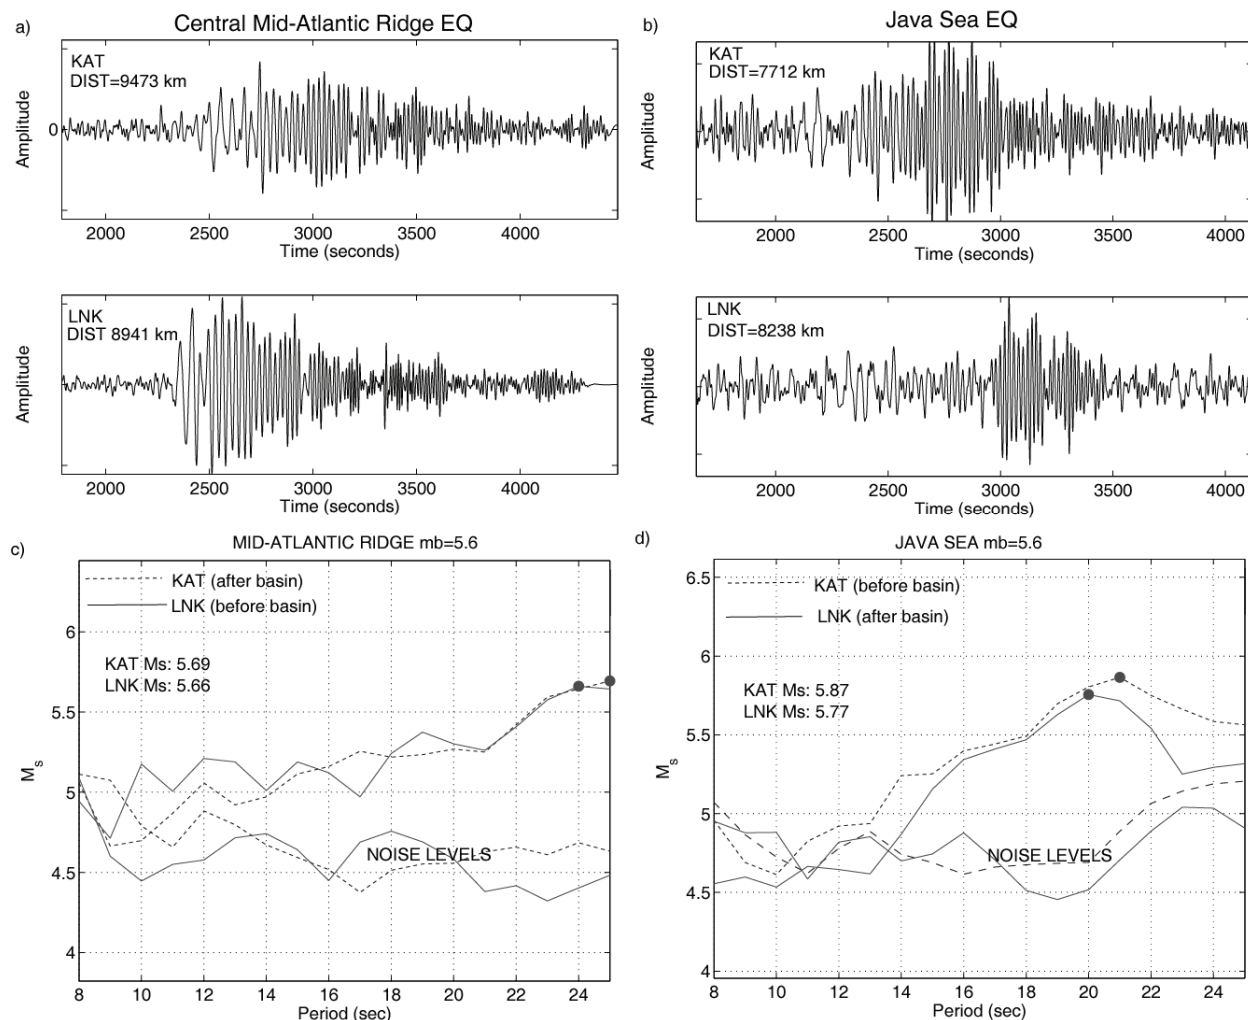 a)
Central Mid-Atlantic Ridge EQ
KAT
DIST=9473 km
Amplitude
0
2000 2500 3000 3500 4000
Time (seconds)
LNK
DIST 8941 km
Amplitude
2000 2500 3000 3500 4000
Time (seconds)
b)
Java Sea EQ
KAT
DIST=7712 km
Amplitude
2000 2500 3000 3500 4000
Time (seconds)
LNK
DIST=8238 km
Amplitude
2000 2500 3000 3500 4000
Time (seconds)
c)
MID-ATLANTIC RIDGE mb=5.6
KAT (after basin)
LNK (before basin)
KAT Ms: 5.69
LNK Ms: 5.66
NOISE LEVELS
Ms
6
5.5
5
4.5
4
8 10 12 14 16 18 20 22 24
Period (sec)
d)
JAVA SEA mb=5.6
KAT (before basin)
LNK (after basin)
KAT Ms: 5.87
LNK Ms: 5.77
NOISE LEVELS
Ms
6.5
6
5.5
5
4.5
4
8 10 12 14 16 18 20 22 24
Period (sec)